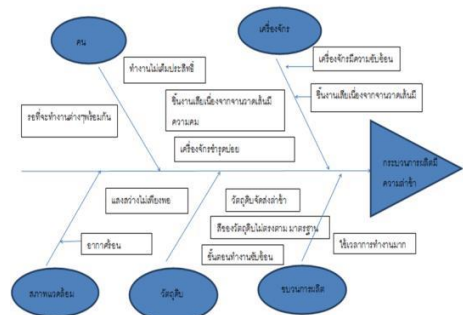 คน
เครื่องจักร
ทำงานไม่เต็มประสิทธิ์
เครื่องจักรมีความซับซ้อน
รอที่จะทำงานต่างๆพร้อมกัน
ชิ้นงานเสียเนื่องจากจานวาดเส้นมี
ความคม
ชิ้นงานเสียเนื่องจากจานวาดเส้นมี
เครื่องจักรชำรุดบ่อย
กระบวนการผลิตมี
ความล่าช้า
แสงสว่างไม่เพียงพอ
วัตถุดิบจัดส่งล่าช้า
สีของวัตถุดิบไม่ตรงตาม มาตรฐาน
อากาศร้อน
ขั้นตอนทำงานซับซ้อน
ใช้เวลาการทำงานมาก
สภาพแวดล้อม
วัตถุดิบ
ขบวนการผลิต